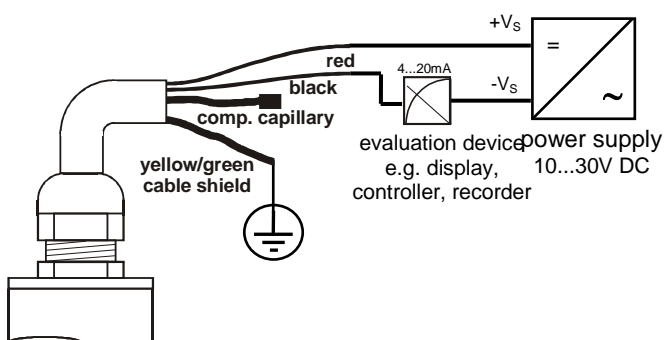 +VS
=
red
4...20mA
black
-VS
~
comp. capillary
evaluation device
e.g. display,
controller, recorder
power supply
10...30V DC
yellow/green
cable shield